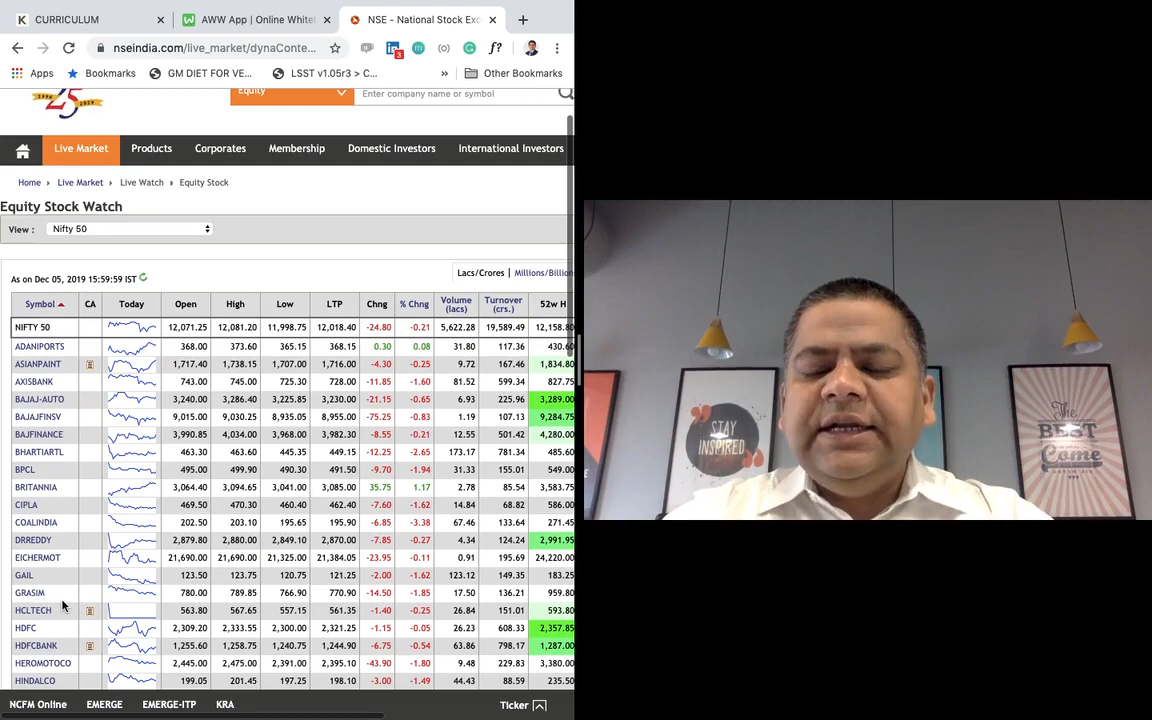 K CURRICULUM
AWW App | Online Whitel
NSE - National Stock Exc
nseindia.com/live_market/dynaConte...
3
f?
Apps Bookmarks GM DIET FOR VE... LSST v1.05r3 > C... » Other Bookmarks
1994 25 2019
Equity Enter company name or symbol
Live Market Products Corporates Membership Domestic Investors International Investors
Home Live Market Live Watch Equity Stock
Equity Stock Watch
View : Nifty 50
As on Dec 05, 2019 15:59:59 IST
Lacs/Crores | Millions/Billion
Symbol CA Today Open High Low LTP Chng % Chng Volume (lacs) Turnover (crs.) 52w H
NIFTY 50 12,071.25 12,081.20 11,998.75 12,018.40 -24.80 -0.21 5,622.28 19,589.49 12,158.80
ADANIPORTS 368.00 373.60 365.15 368.15 0.30 0.08 31.80 117.36 430.60
ASIANPAINT 1,717.40 1,738.15 1,707.00 1,716.00 -4.30 -0.25 9.72 167.46 1,834.80
AXISBANK 743.00 745.00 725.30 728.00 -11.85 -1.60 81.52 599.34 827.75
BAJAJ-AUTO 3,240.00 3,286.40 3,225.85 3,230.00 -21.15 -0.65 6.93 225.96 3,289.00
BAJAJFINSV 9,015.00 9,030.25 8,935.05 8,955.00 -75.25 -0.83 1.19 107.13 9,284.75
BAJFINANCE 3,990.85 4,034.00 3,968.00 3,982.30 -8.55 -0.21 12.55 501.42 4,280.00
BHARTIARTL 463.30 463.60 445.35 449.15 -12.25 -2.65 173.17 781.34 485.60
BPCL 495.00 499.90 490.30 491.50 -9.70 -1.94 31.33 155.01 549.00
BRITANNIA 3,064.40 3,094.65 3,041.00 3,085.00 35.75 1.17 2.78 85.54 3,583.75
CIPLA 469.50 470.30 460.40 462.40 -7.60 -1.62 14.84 68.82 586.00
COALINDIA 202.50 203.10 195.65 195.90 -6.85 -3.38 67.46 133.64 271.45
DRREDDY 2,879.80 2,880.00 2,849.10 2,870.00 -7.85 -0.27 4.34 124.24 2,991.95
EICHERMOT 21,690.00 21,690.00 21,325.00 21,384.05 -23.95 -0.11 0.91 195.69 24,220.00
GAIL 123.50 123.75 120.75 121.25 -2.00 -1.62 123.12 149.35 183.25
GRASIM 780.00 789.85 766.90 770.90 -14.50 -1.85 17.50 136.21 959.80
HCLTECH 563.80 567.65 557.15 561.35 -1.40 -0.25 26.84 151.01 593.80
HDFC 2,309.20 2,333.55 2,300.00 2,321.25 -1.15 -0.05 26.23 608.33 2,357.85
HDFCBANK 1,255.60 1,258.75 1,240.75 1,244.90 -6.75 -0.54 63.86 798.17 1,287.00
HEROMOTOCO 2,445.00 2,475.00 2,391.00 2,395.10 -43.90 -1.80 9.48 229.83 3,380.00
HINDALCO 199.05 201.45 197.25 198.10 -3.00 -1.49 44.43 88.59 235.50
NCFM Online EMERGE EMERGE-ITP KRA Ticker
STAY
INSPIRED
The
BEST
Come